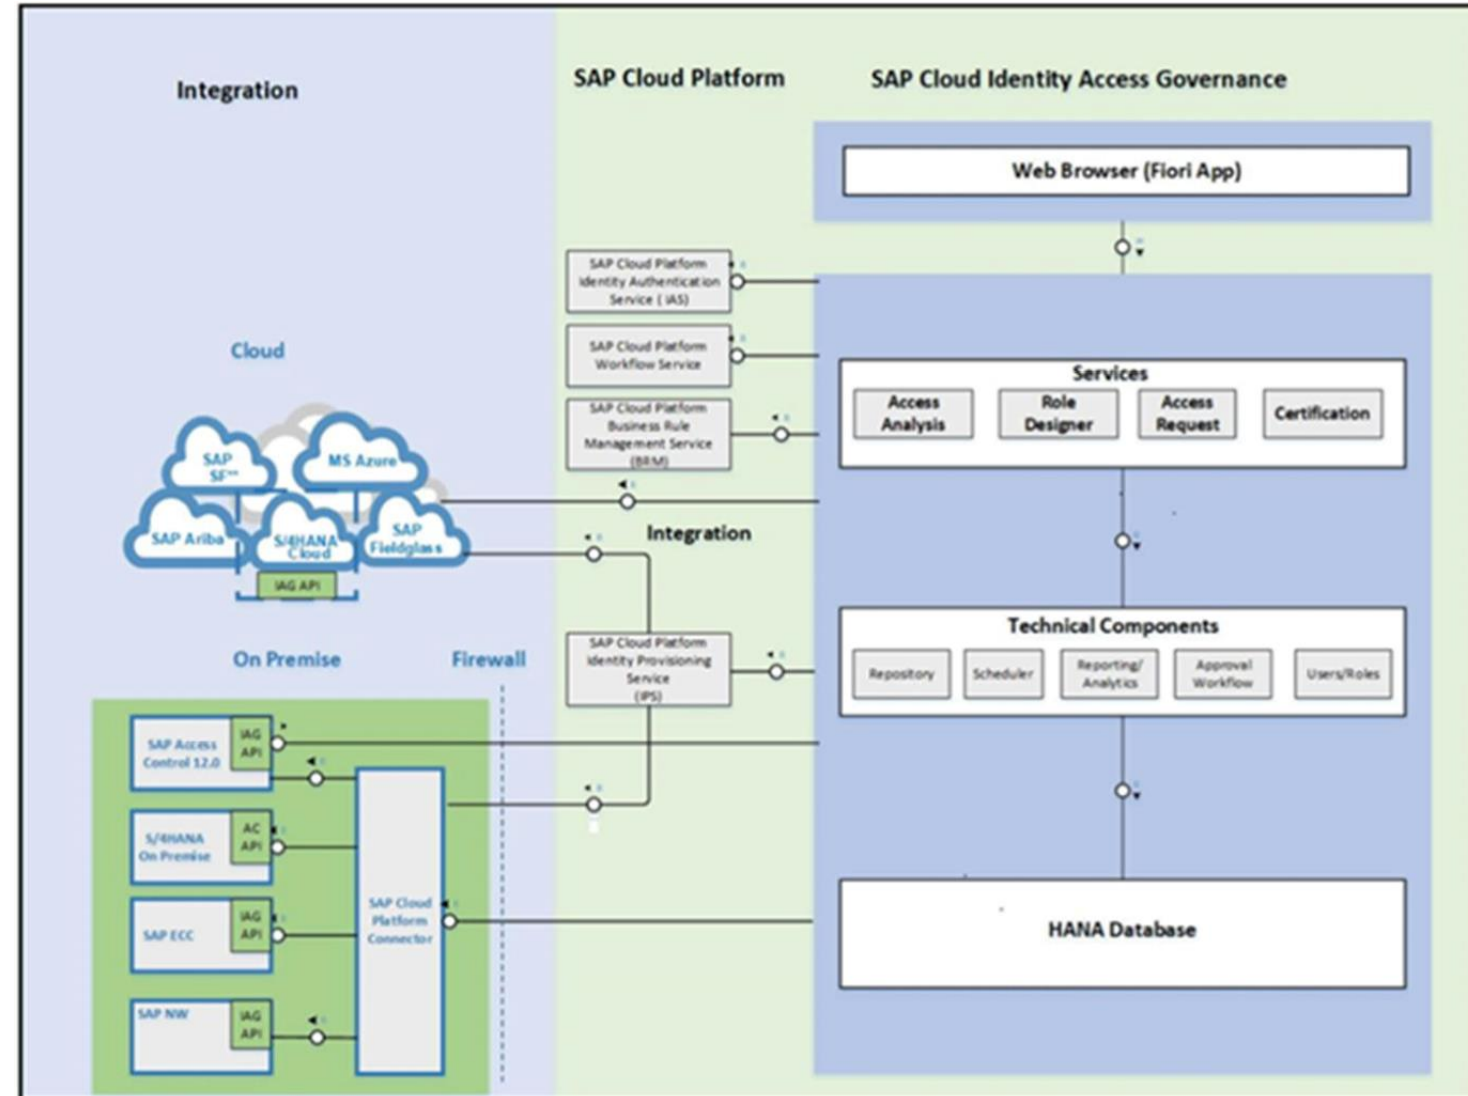 Integration
SAP Cloud Platform
SAP Cloud Identity Access Governance
Web Browser (Fiori App)
SAP Cloud Platform
Identity Authentication
Service ( IAS)
SAP Cloud Platform
Workflow Service
SAP Cloud Platform
Business Rule
Management Service
(BRM)
Services
Access
Analysis
Role
Designer
Access
Request
Certification
Cloud
SAP
SF**
MS Azure
SAP Ariba
S/4HANA
Cloud
SAP
Fieldglass
IAG API
Integration
SAP Cloud Platform
Identity Provisioning
Service
(IPS)
Technical Components
Repository
Scheduler
Reporting/
Analytics
Approval
Workflow
Users/Roles
On Premise
Firewall
SAP Access
Control 12.0
IAG
API
S/4HANA
On Premise
AC
API
SAP ECC
IAG
API
SAP NW
IAG
API
SAP Cloud
Platform
Connector
HANA Database